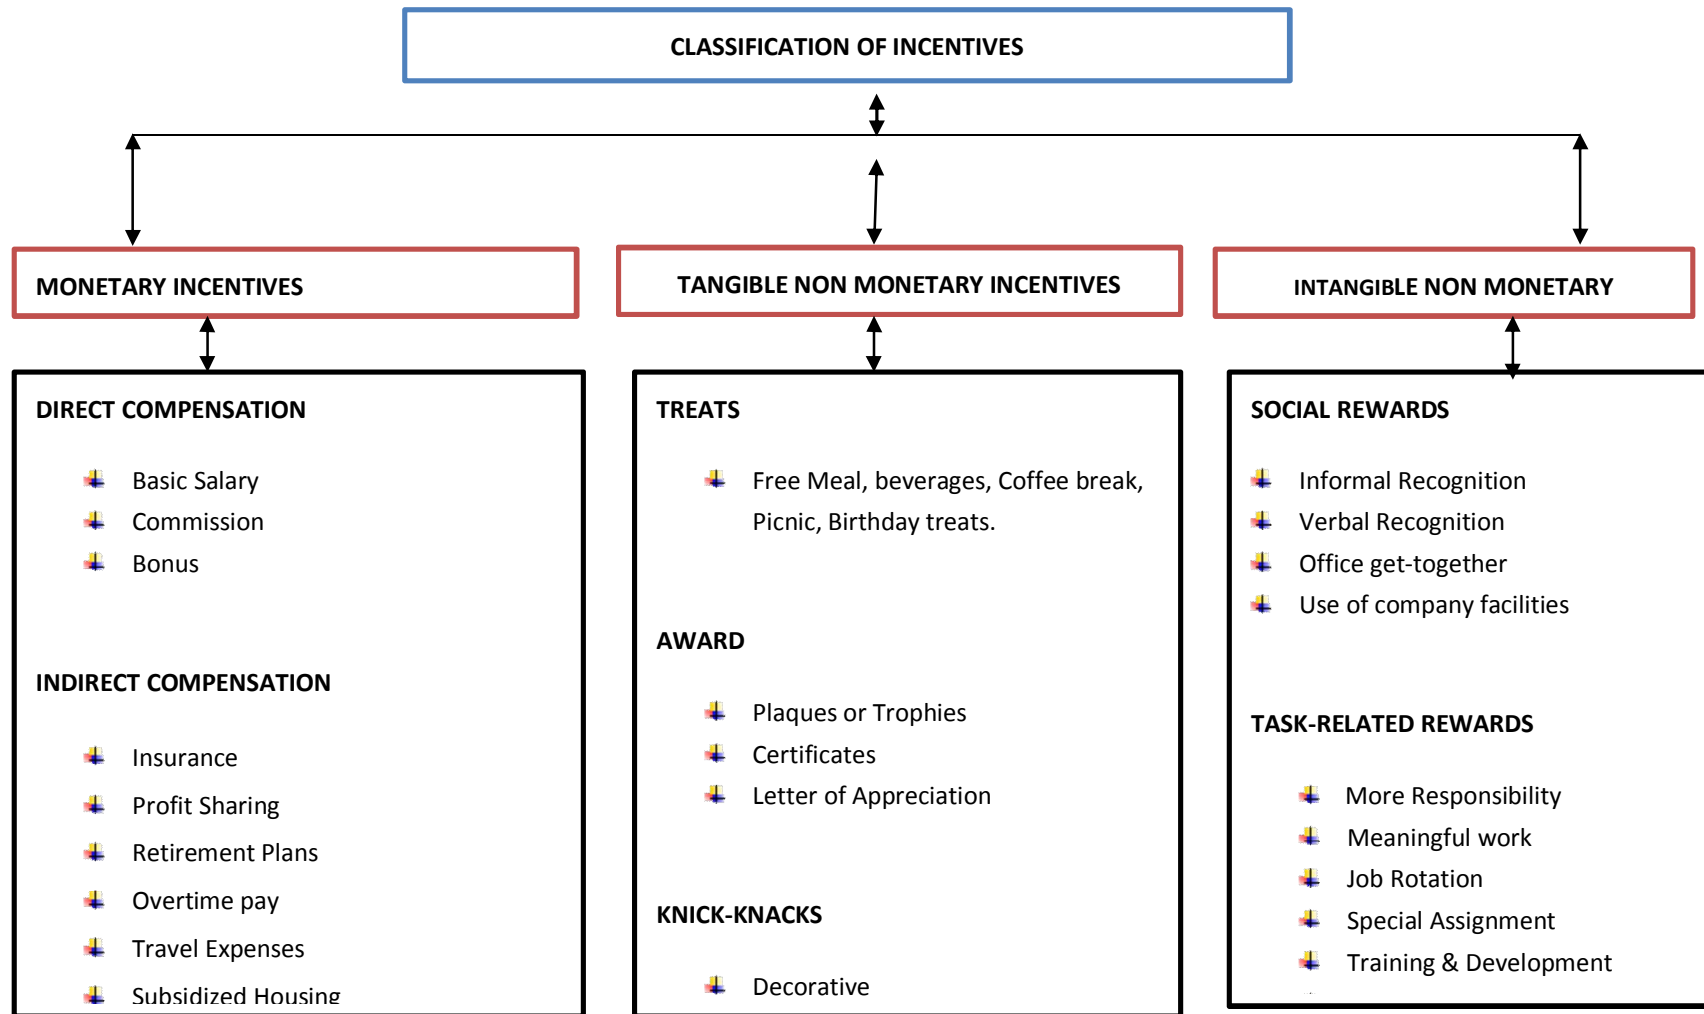 CLASSIFICATION OF INCENTIVES
MONETARY INCENTIVES
DIRECT COMPENSATION
Basic Salary
Commission
Bonus
INDIRECT COMPENSATION
Insurance
Profit Sharing
Retirement Plans
Overtime pay
Travel Expenses
Subsidized Housing
TANGIBLE NON MONETARY INCENTIVES
TREATS
Free Meal, beverages, Coffee break,
Picnic, Birthday treats.
AWARD
Plaques or Trophies
Certificates
Letter of Appreciation
KNICK-KNACKS
Decorative
INTANGIBLE NON MONETARY
SOCIAL REWARDS
Informal Recognition
Verbal Recognition
Office get-together
Use of company facilities
TASK-RELATED REWARDS
More Responsibility
Meaningful work
Job Rotation
Special Assignment
Training & Development